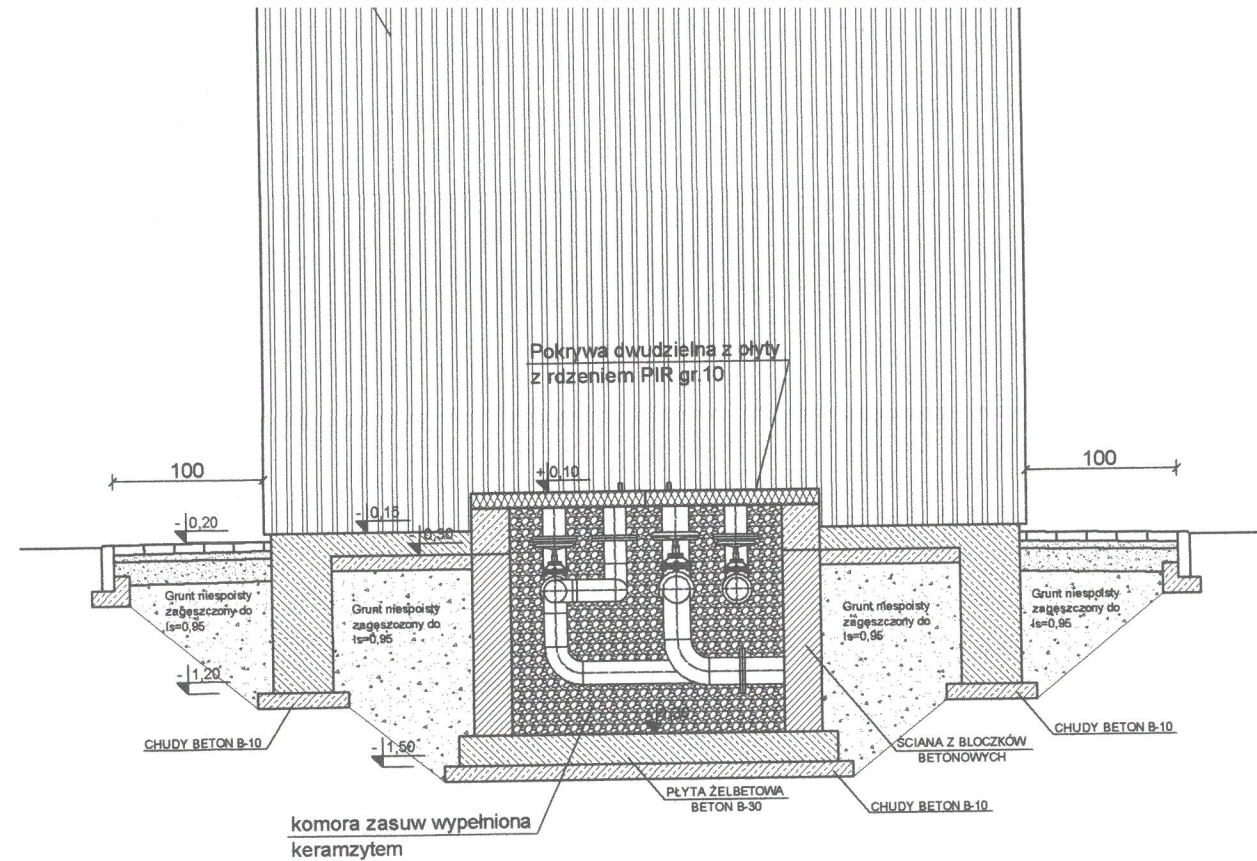 Pokrywa dwudzielna z płyty
z rdzeniem PIR gr.10
100
100
+0,10
- 0,15
- 0,20
- 0,30
Grunt niespoisty
zagęszczony do
Is=0,95
Grunt niespoisty
zagęszczony do
Is=0,95
Grunt niespoisty
zagęszczony do
Is=0,95
Grunt niespoisty
zagęszczony do
Is=0,95
- 1,20
CHUDY BETON B-10
CHUDY BETON B-10
- 1,50
ŚCIANA Z BLOCZKÓW
BETONOWYCH
PŁYTA ŻELBETOWA
BETON B-30
CHUDY BETON B-10
komora zasuw wypełniona
keramzytem